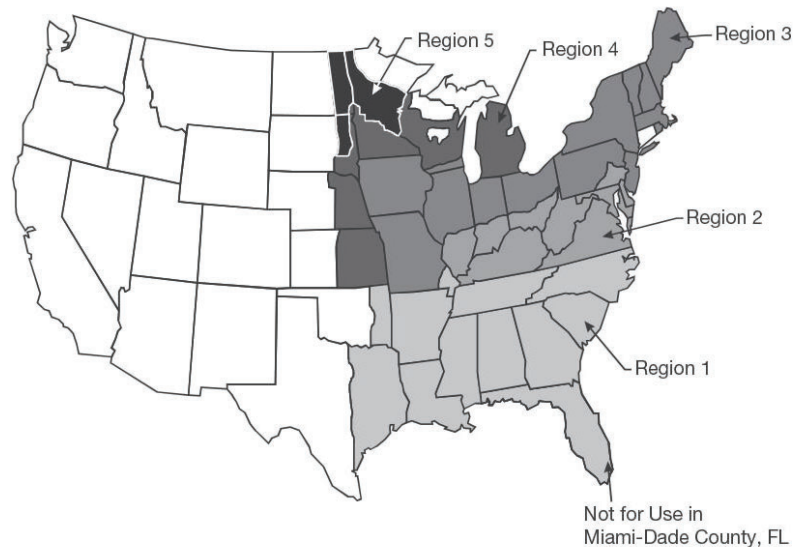 Region 3
Region 5
Region 4
Region 2
Region 1
Not for Use in
Miami-Dade County, FL